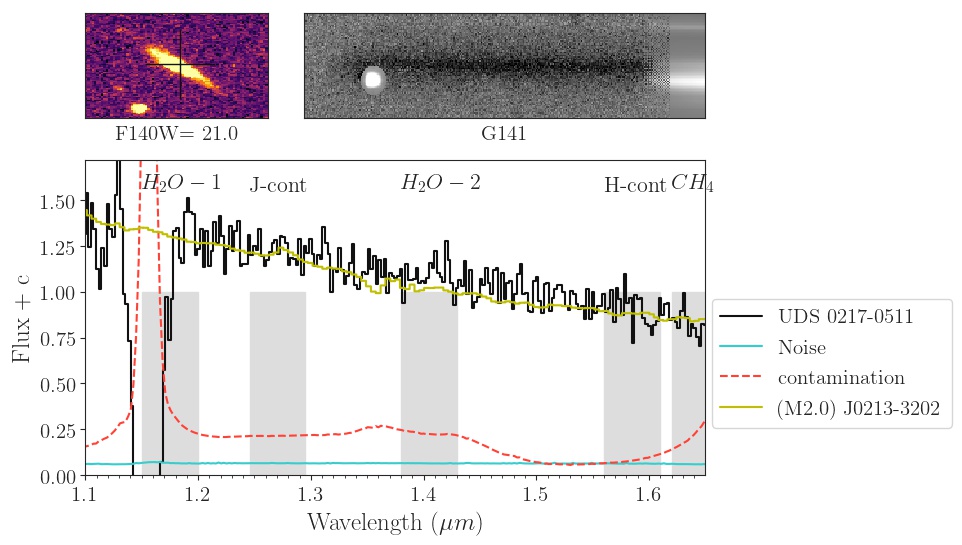 F140W= 21.0
G141
H₂O − 1
J-cont
H₂O − 2
H-cont
CH₄
Flux + c
1.50
1.25
1.00
0.75
0.50
0.25
0.00
1.1
1.2
1.3
1.4
1.5
1.6
Wavelength (μm)
UDS 0217-0511
Noise
contamination
(M2.0) J0213-3202